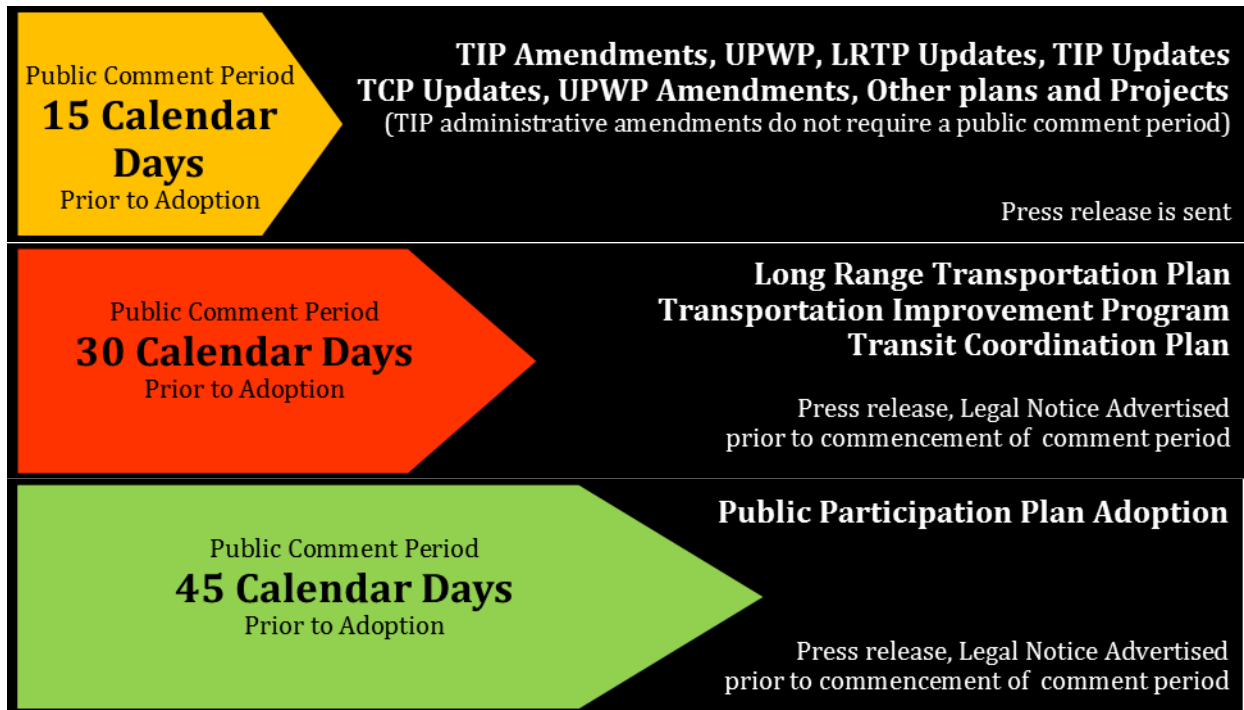 Public Comment Period
15 Calendar
Days
Prior to Adoption
TIP Amendments, UPWP, LRTP Updates, TIP Updates
TCP Updates, UPWP Amendments, Other plans and Projects
(TIP administrative amendments do not require a public comment period)
Press release is sent
Public Comment Period
30 Calendar Days
Prior to Adoption
Long Range Transportation Plan
Transportation Improvement Program
Transit Coordination Plan
Press release, Legal Notice Advertised
prior to commencement of comment period
Public Comment Period
45 Calendar Days
Prior to Adoption
Public Participation Plan Adoption
Press release, Legal Notice Advertised
prior to commencement of comment period